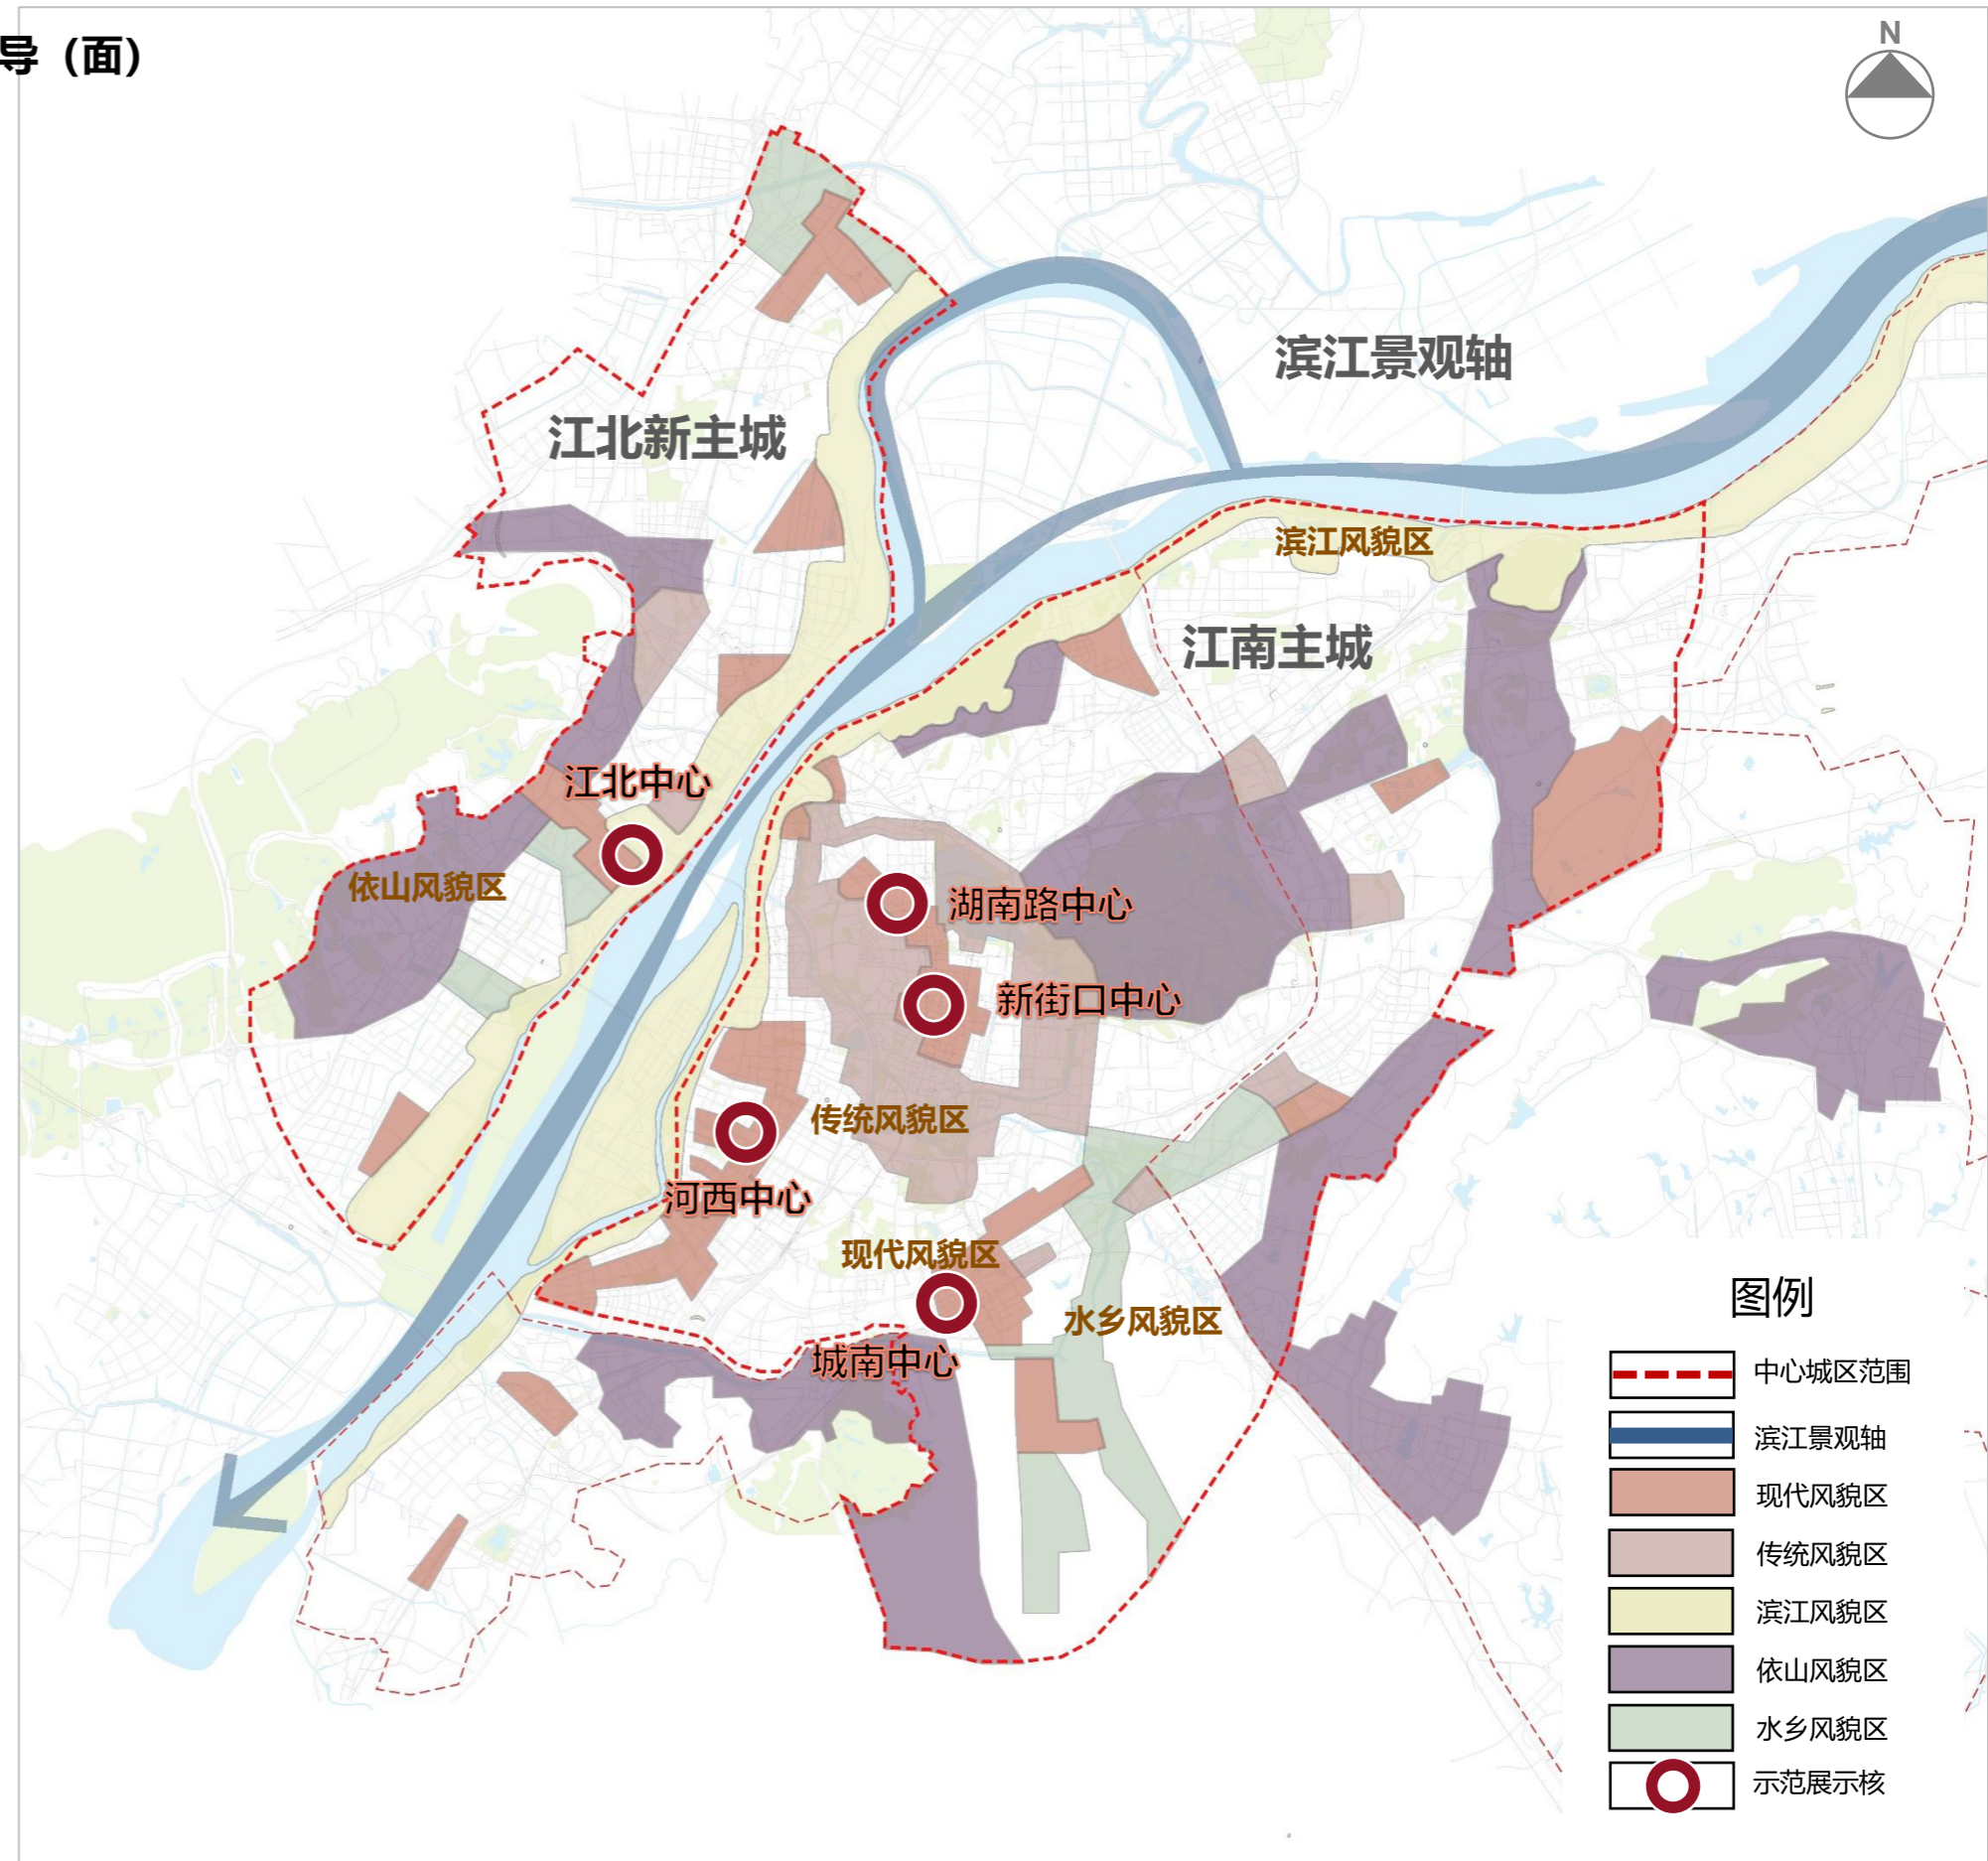 导（面）
N
滨江景观轴
江北新主城
滨江风貌区
江南主城
江北中心
依山风貌区
湖南路中心
新街口中心
传统风貌区
河西中心
现代风貌区
水乡风貌区
城南中心
图例
中心城区范围
滨江景观轴
现代风貌区
传统风貌区
滨江风貌区
依山风貌区
水乡风貌区
示范展示核